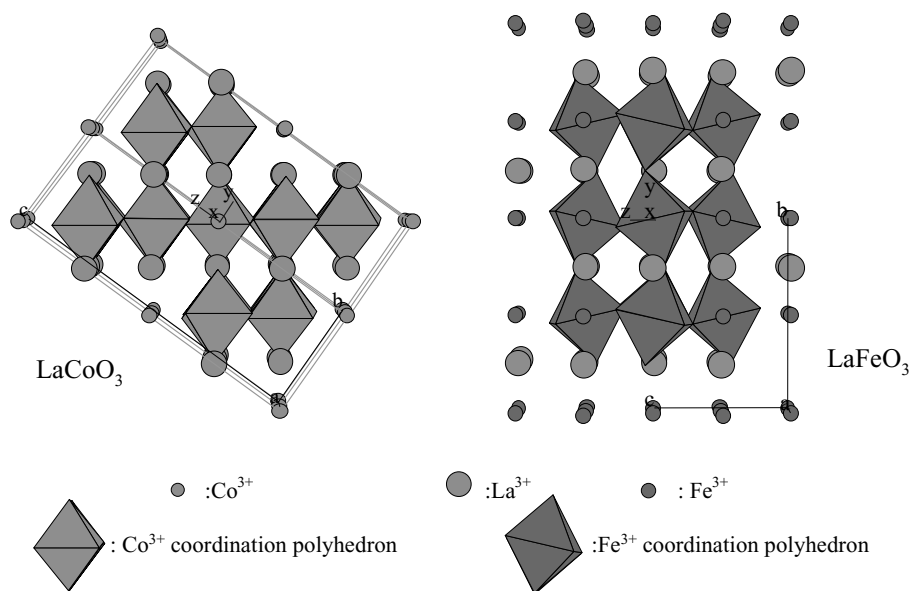 c
z
y
x
b
a
LaCoO₃
y
z x
b
c
a
LaFeO₃
:Co³⁺
:La³⁺
: Fe³⁺
: Co³⁺ coordination polyhedron
:Fe³⁺ coordination polyhedron